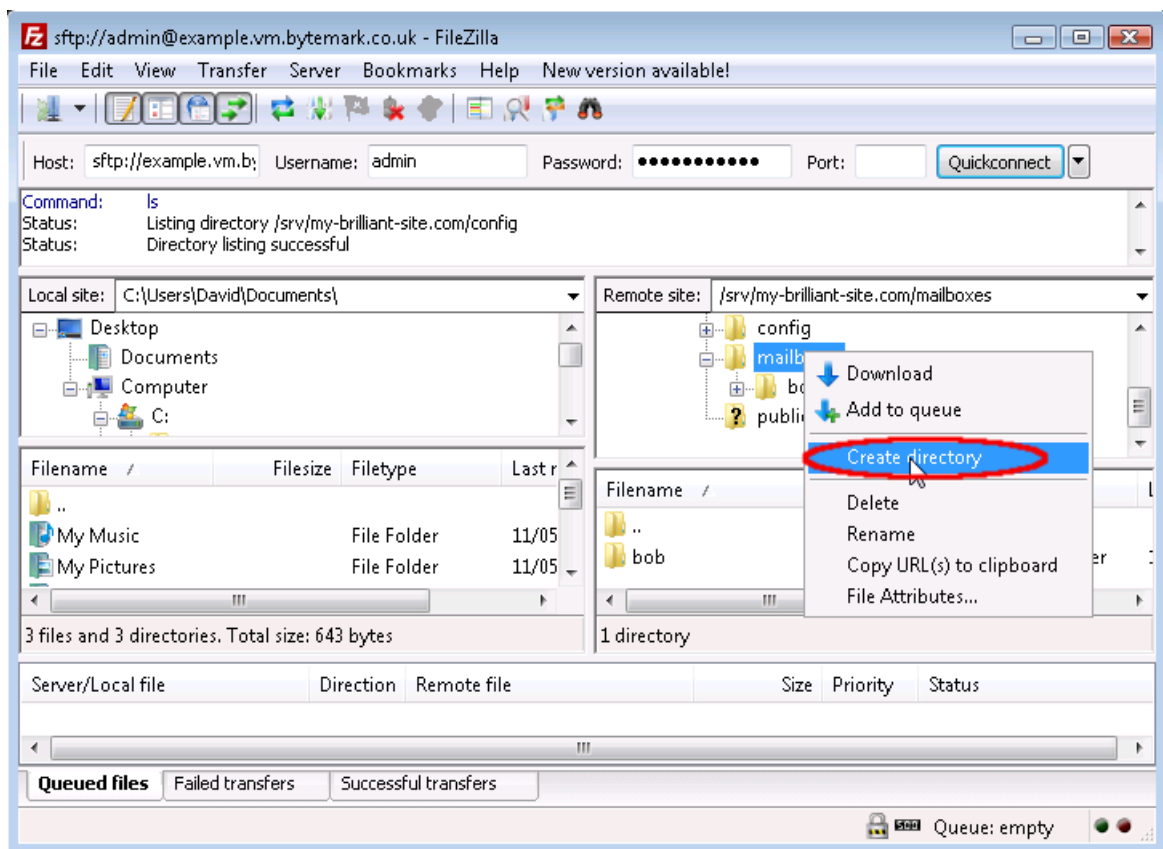 sftp://admin@example.vm.bytemark.co.uk - FileZilla
File Edit View Transfer Server Bookmarks Help New version available!
Host: sftp://example.vm.by Username: admin Password: ●●●●●●●●●●● Port: Quickconnect
Command: ls
Status: Listing directory /srv/my-brilliant-site.com/config
Status: Directory listing successful
Local site: C:\Users\David\Documents\
Desktop
Documents
Computer
C:
Filename / Filesize Filetype Last r
..
My Music File Folder 11/05
My Pictures File Folder 11/05
3 files and 3 directories. Total size: 643 bytes
Remote site: /srv/my-brilliant-site.com/mailboxes
config
mailb
bo
public
Filename /
..
bob er
1 directory
Download
Add to queue
Create directory
Delete
Rename
Copy URL(s) to clipboard
File Attributes...
Server/Local file Direction Remote file Size Priority Status
Queued files Failed transfers Successful transfers
Queue: empty